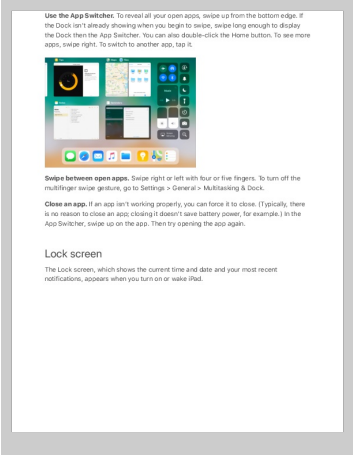 Use the App Switcher. To reveal all your open apps, swipe up from the bottom edge. If
the Dock isn't already showing when you begin to swipe, swipe long enough to display
the Dock then the App Switcher. You can also double-click the Home button. To see more
apps, swipe right. To switch to another app, tap it.
Swipe between open apps. Swipe right or left with four or five fingers. To turn off the
multifinger swipe gesture, go to Settings > General > Multitasking & Dock.
Close an app. If an app isn't working properly, you can force it to close. (Typically, there
is no reason to close an app; closing it doesn't save battery power, for example.) In the
App Switcher, swipe up on the app. Then try opening the app again.
Lock screen
The Lock screen, which shows the current time and date and your most recent
notifications, appears when you turn on or wake iPad.